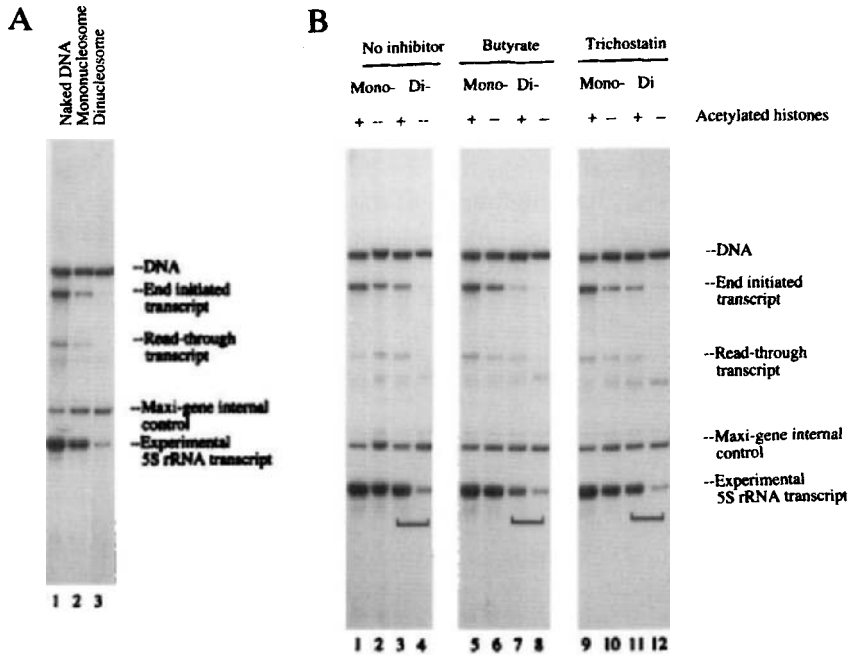 A
Naked DNA
Mononucleosome
Dinucleosome
--DNA
--End initiated
transcript
--Read-through
transcript
--Maxi-gene internal
control
--Experimental
5S rRNA transcript
1 2 3
B
No inhibitor Butyrate Trichostatin
Mono- Di- Mono- Di- Mono- Di
+ -- + -- + - + - + - + - Acetylated histones
--DNA
--End initiated
transcript
--Read-through
transcript
--Maxi-gene internal
control
--Experimental
5S rRNA transcript
1 2 3 4 5 6 7 8 9 10 11 12